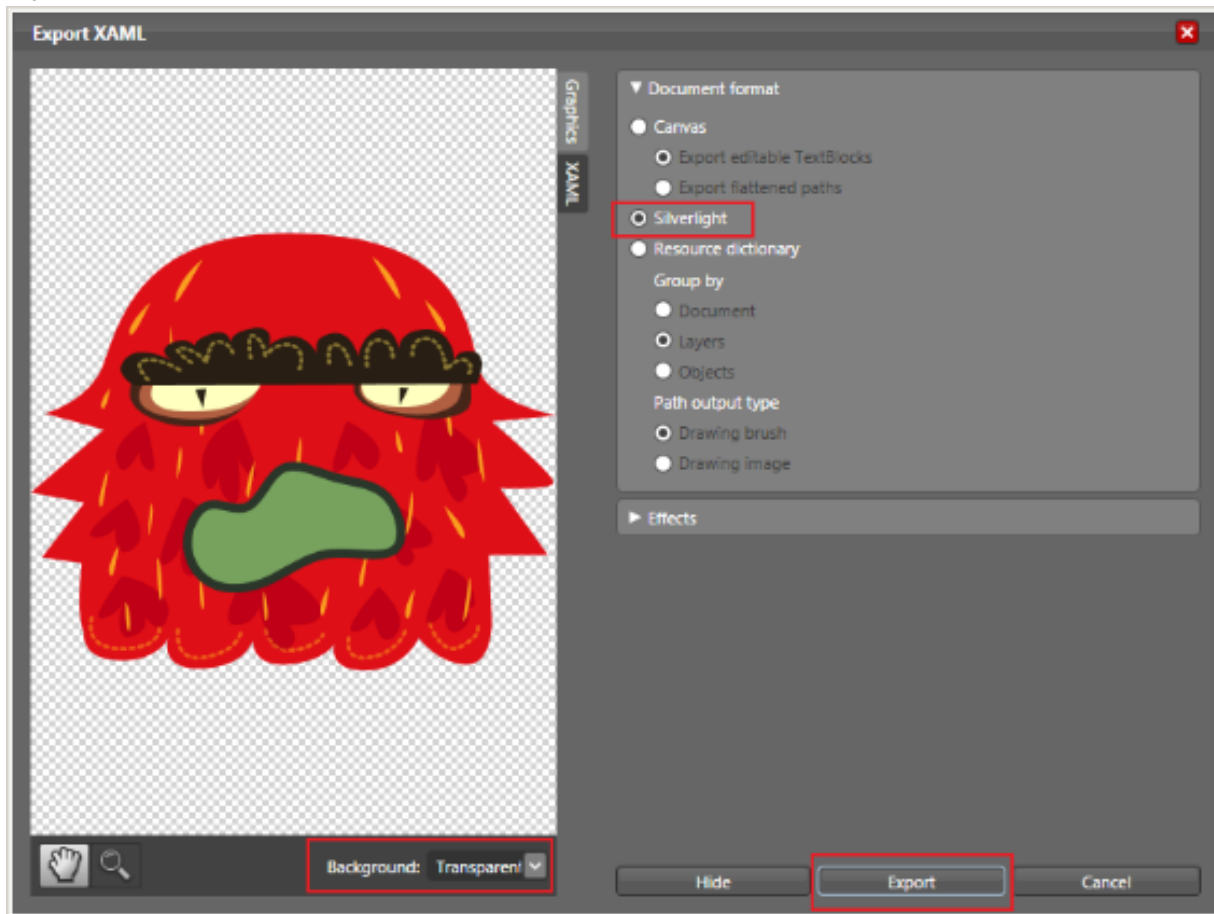 Export XAML
Graphics
XAML
Document format
Canvas
Export editable TextBlocks
Export flattened paths
Silverlight
Resource dictionary
Group by
Document
Layers
Objects
Path output type
Drawing brush
Drawing image
Effects
Background: Transparent
Hide Export Cancel